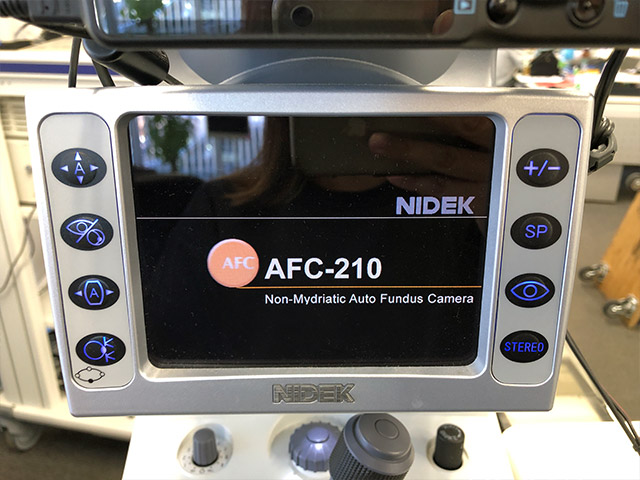 A
+/-
NIDEK
SP
AFC
AFC-210
Non-Mydriatic Auto Fundus Camera
A
K
K
STEREO
NIDEK